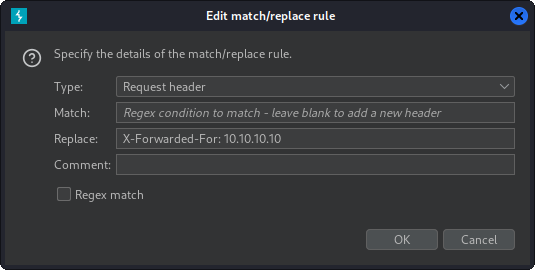 Edit match/replace rule
Specify the details of the match/replace rule.
Type: Request header
Match: Regex condition to match - leave blank to add a new header
Replace: X-Forwarded-For: 10.10.10.10
Comment:
Regex match
OK Cancel